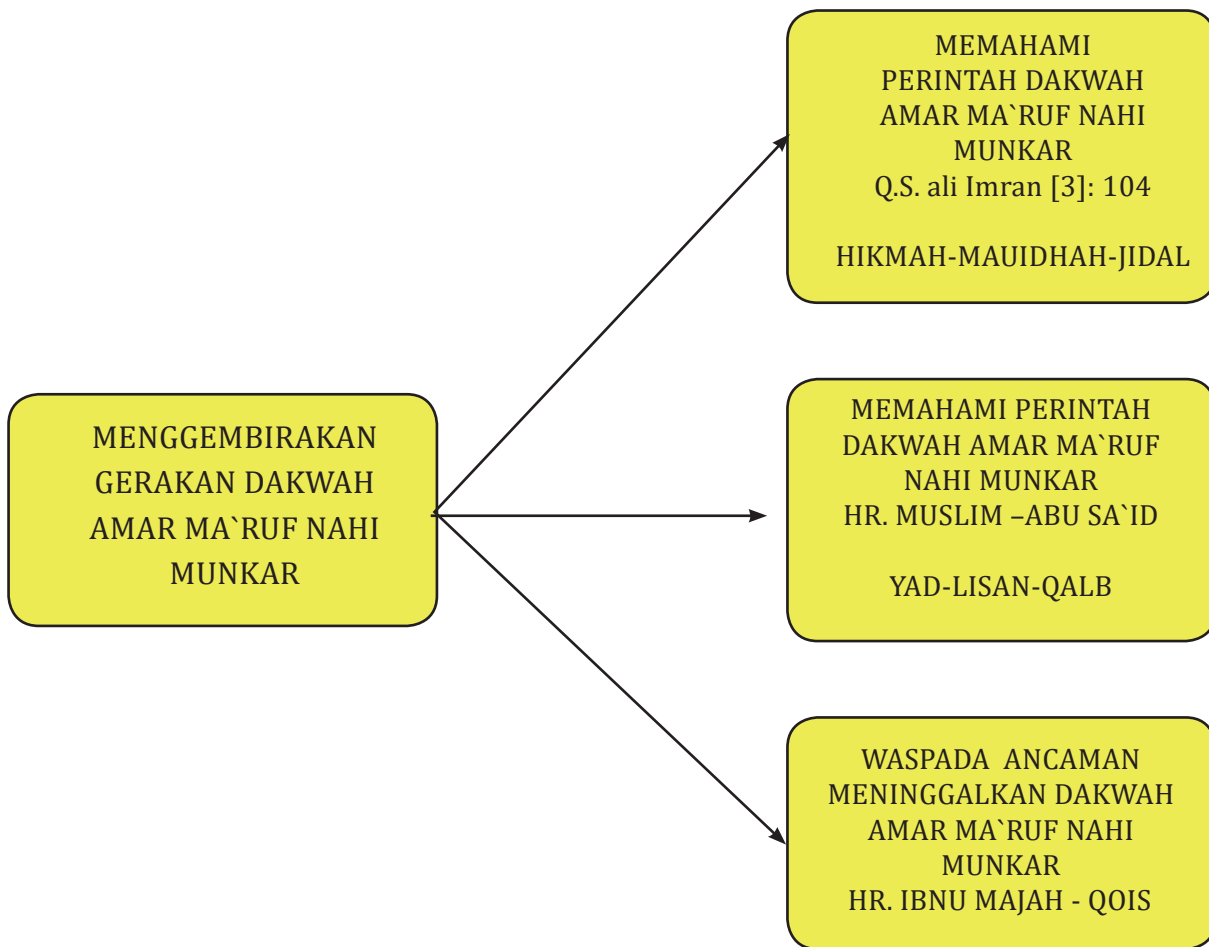 MENGGEMBIRAKAN
GERAKAN DAKWAH
AMAR MA`RUF NAHI
MUNKAR
MEMAHAMI
PERINTAH DAKWAH
AMAR MA`RUF NAHI
MUNKAR
Q.S. ali Imran [3]: 104
HIKMAH-MAUIDHAH-JIDAL
MEMAHAMI PERINTAH
DAKWAH AMAR MA`RUF
NAHI MUNKAR
HR. MUSLIM –ABU SA`ID
YAD-LISAN-QALB
WASPADA ANCAMAN
MENINGGALKAN DAKWAH
AMAR MA`RUF NAHI
MUNKAR
HR. IBNU MAJAH - QOIS